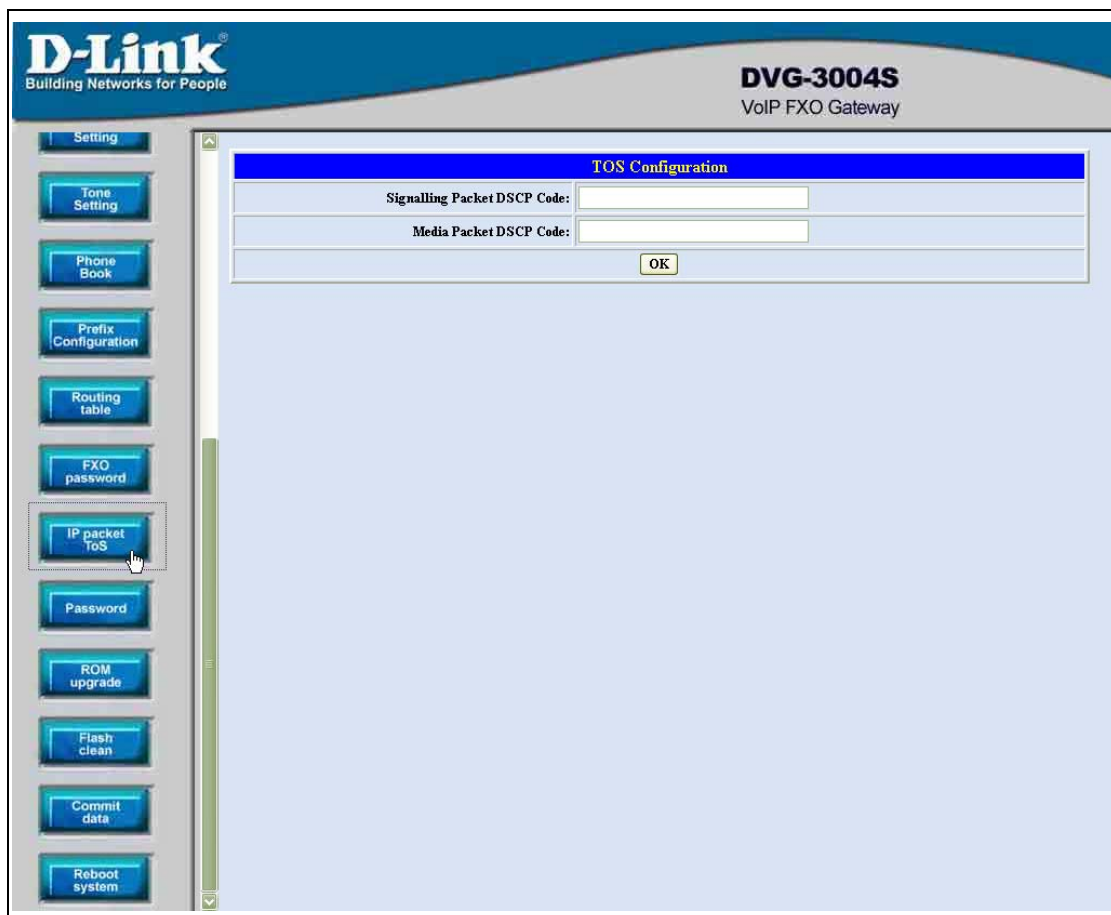 D-Link®
Building Networks for People
DVG-3004S
VoIP FXO Gateway
Setting
Tone
Setting
Phone
Book
Prefix
Configuration
Routing
table
FXO
password
IP packet
ToS
Password
ROM
upgrade
Flash
clean
Commit
data
Reboot
system
TOS Configuration
Signalling Packet DSCP Code:
Media Packet DSCP Code:
OK